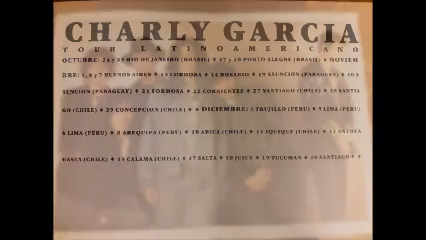 CHARLY GARCIA
TOUR LATINOAMERICANO
OCTUBRE: 24 y 25 RIO DE JANEIRO (BRASIL) ♦ 27 y 28 PORTO ALEGRE (BRASIL) ♦ NOVIEM
BRE: 5, 6 y 7 BUENOS AIRES ♦ 13 CORDOBA ♦ 14 ROSARIO ♦ 19 ASUNCION (PARAGUAY) ♦ 20 A
SUNCION (PARAGUAY) ♦ 21 FORMOSA ♦ 22 CORRIENTES ♦ 27 SANTIAGO (CHILE) ♦ 28 SANTIA
GO (CHILE) ♦ 29 CONCEPCION (CHILE) ♦ ♦ DICIEMBRE: 3 TRUJILLO (PERU) ♦ 5 LIMA (PERU)
6 LIMA (PERU) ♦ 8 AREQUIPA (PERU) ♦ 10 ARICA (CHILE) ♦ 11 IQUIQUE (CHILE) ♦ 12 ANTOFA
GASTA (CHILE) ♦ 15 CALAMA (CHILE) ♦ 17 SALTA ♦ 18 JUJUY ♦ 19 TUCUMAN ♦ 20 SANTIAGO ♦ ♦